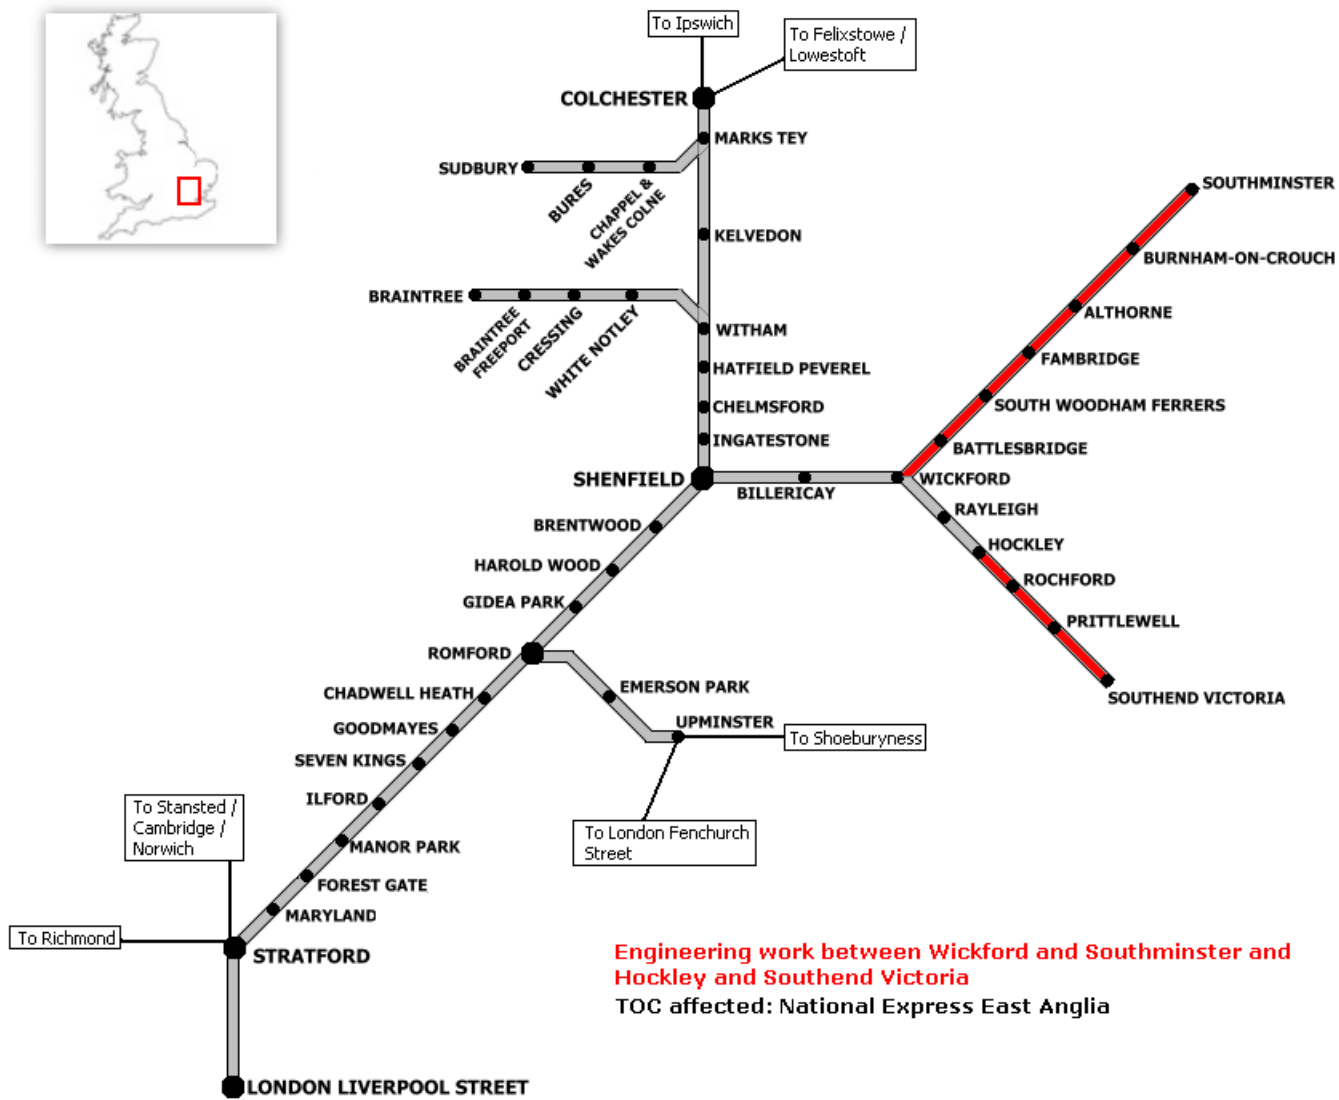 To Ipswich
To Felixstowe /
Lowestoft
COLCHESTER
MARKS TEY
SUDBURY
BURES
CHAPPEL &
WAKES COLNE
KELVEDON
BRAINTREE
BRAINTREE
FREEPORT
CRESSING
WHITE NOTLEY
WITHAM
HATFIELD PEVEREL
CHELMSFORD
INGATESTONE
SHENFIELD
BILLERICAY
WICKFORD
SOUTHMINSTER
BURNHAM-ON-CROUCH
ALTHORNE
FAMBRIDGE
SOUTH WOODHAM FERRERS
BATTLESBRIDGE
RAYLEIGH
HOCKLEY
ROCHFORD
PRITTLEWELL
SOUTHEND VICTORIA
BRENTWOOD
HAROLD WOOD
GIDEA PARK
ROMFORD
EMERSON PARK
UPMINSTER
To Shoeburyness
To London Fenchurch
Street
CHADWELL HEATH
GOODMAYES
SEVEN KINGS
ILFORD
MANOR PARK
FOREST GATE
MARYLAND
To Stansted /
Cambridge /
Norwich
To Richmond
STRATFORD
LONDON LIVERPOOL STREET
Engineering work between Wickford and Southminster and
Hockley and Southend Victoria
TOC affected: National Express East Anglia